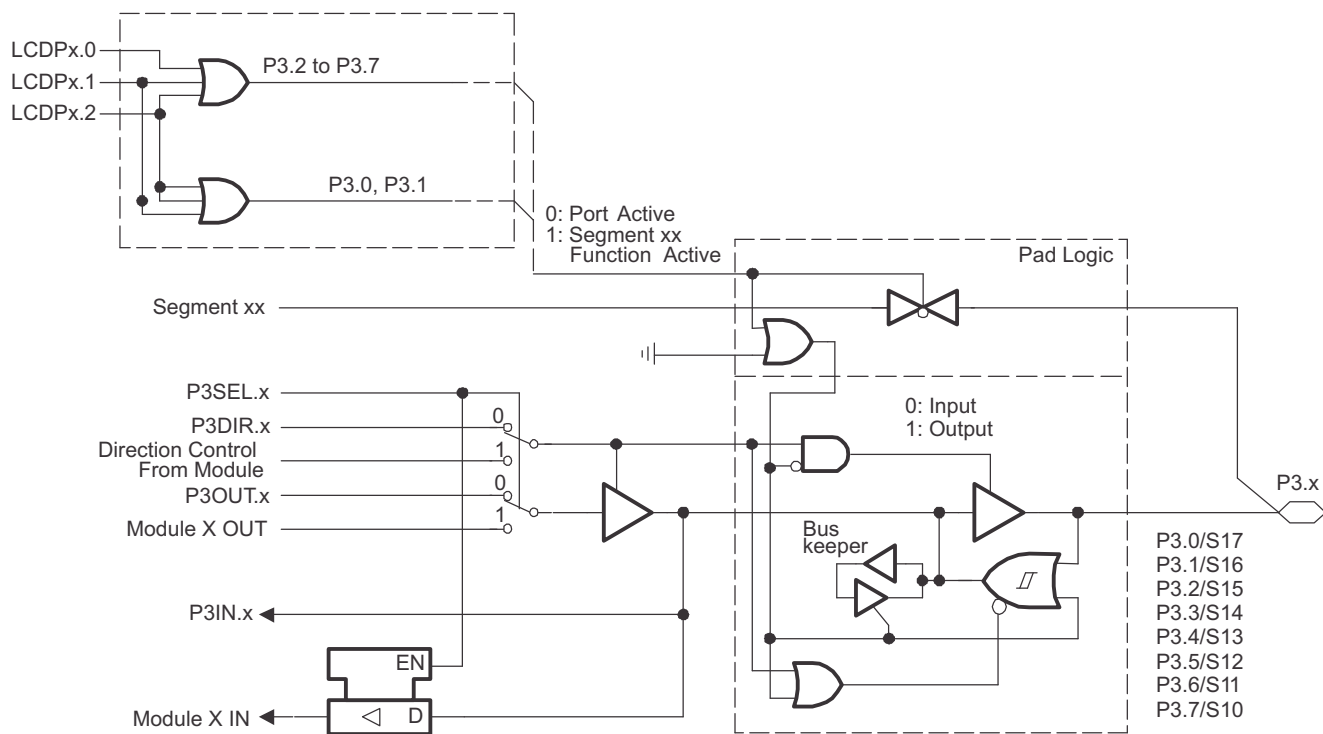 LCDPx.0
LCDPx.1
LCDPx.2
P3.2 to P3.7
P3.0, P3.1
0: Port Active
1: Segment xx
Function Active
Pad Logic
Segment xx
P3SEL.x
P3DIR.x
0
Direction Control
From Module
1
P3OUT.x
0
Module X OUT
1
0: Input
1: Output
P3.x
Bus
keeper
P3.0/S17
P3.1/S16
P3.2/S15
P3.3/S14
P3.4/S13
P3.5/S12
P3.6/S11
P3.7/S10
P3IN.x
EN
Module X IN
D